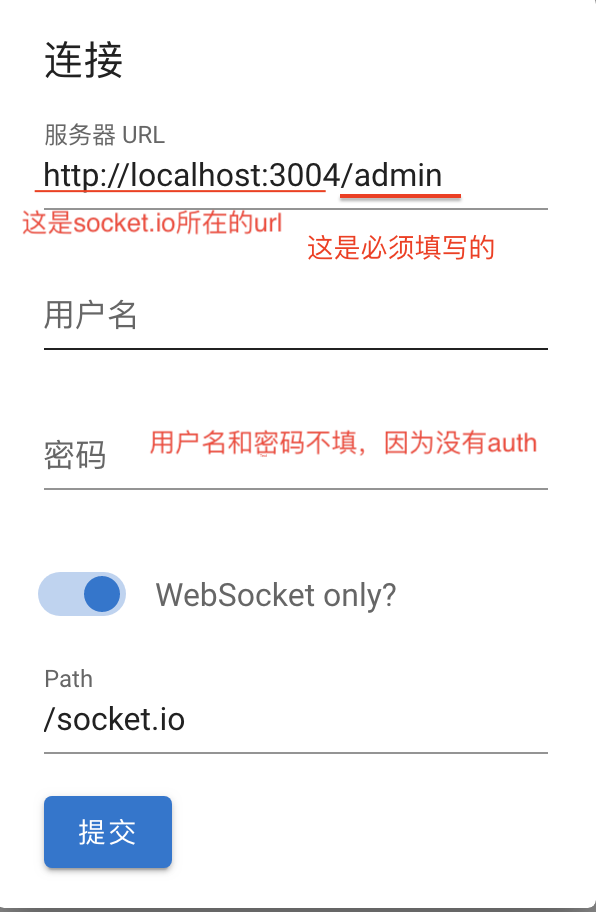 连接
服务器 URL
http://localhost:3004/admin
这是socket.io所在的url
这是必须填写的
用户名
密码
用户名和密码不填，因为没有auth
WebSocket only?
Path
/socket.io
提交